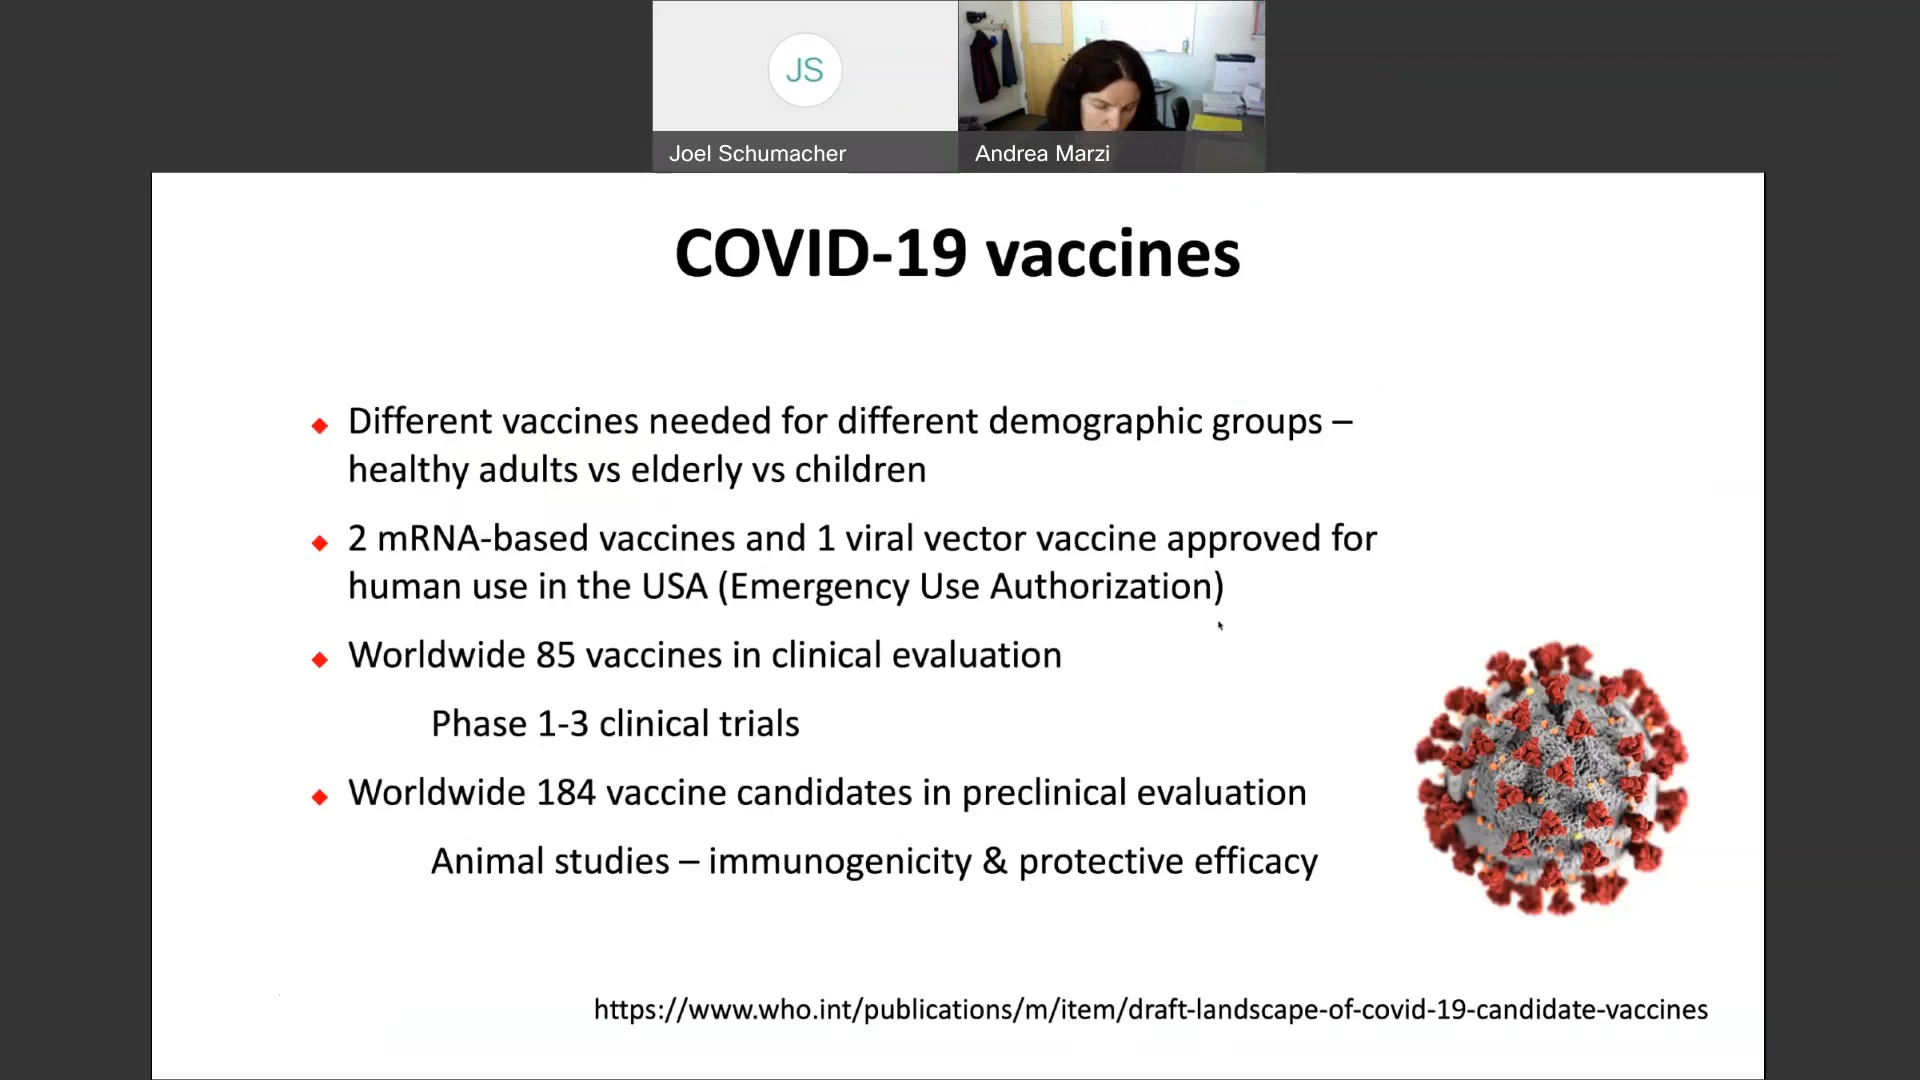 JS
Joel Schumacher
Andrea Marzi
COVID-19 vaccines
Different vaccines needed for different demographic groups –
healthy adults vs elderly vs children
2 mRNA-based vaccines and 1 viral vector vaccine approved for
human use in the USA (Emergency Use Authorization)
Worldwide 85 vaccines in clinical evaluation
Phase 1-3 clinical trials
Worldwide 184 vaccine candidates in preclinical evaluation
Animal studies – immunogenicity & protective efficacy
https://www.who.int/publications/m/item/draft-landscape-of-covid-19-candidate-vaccines